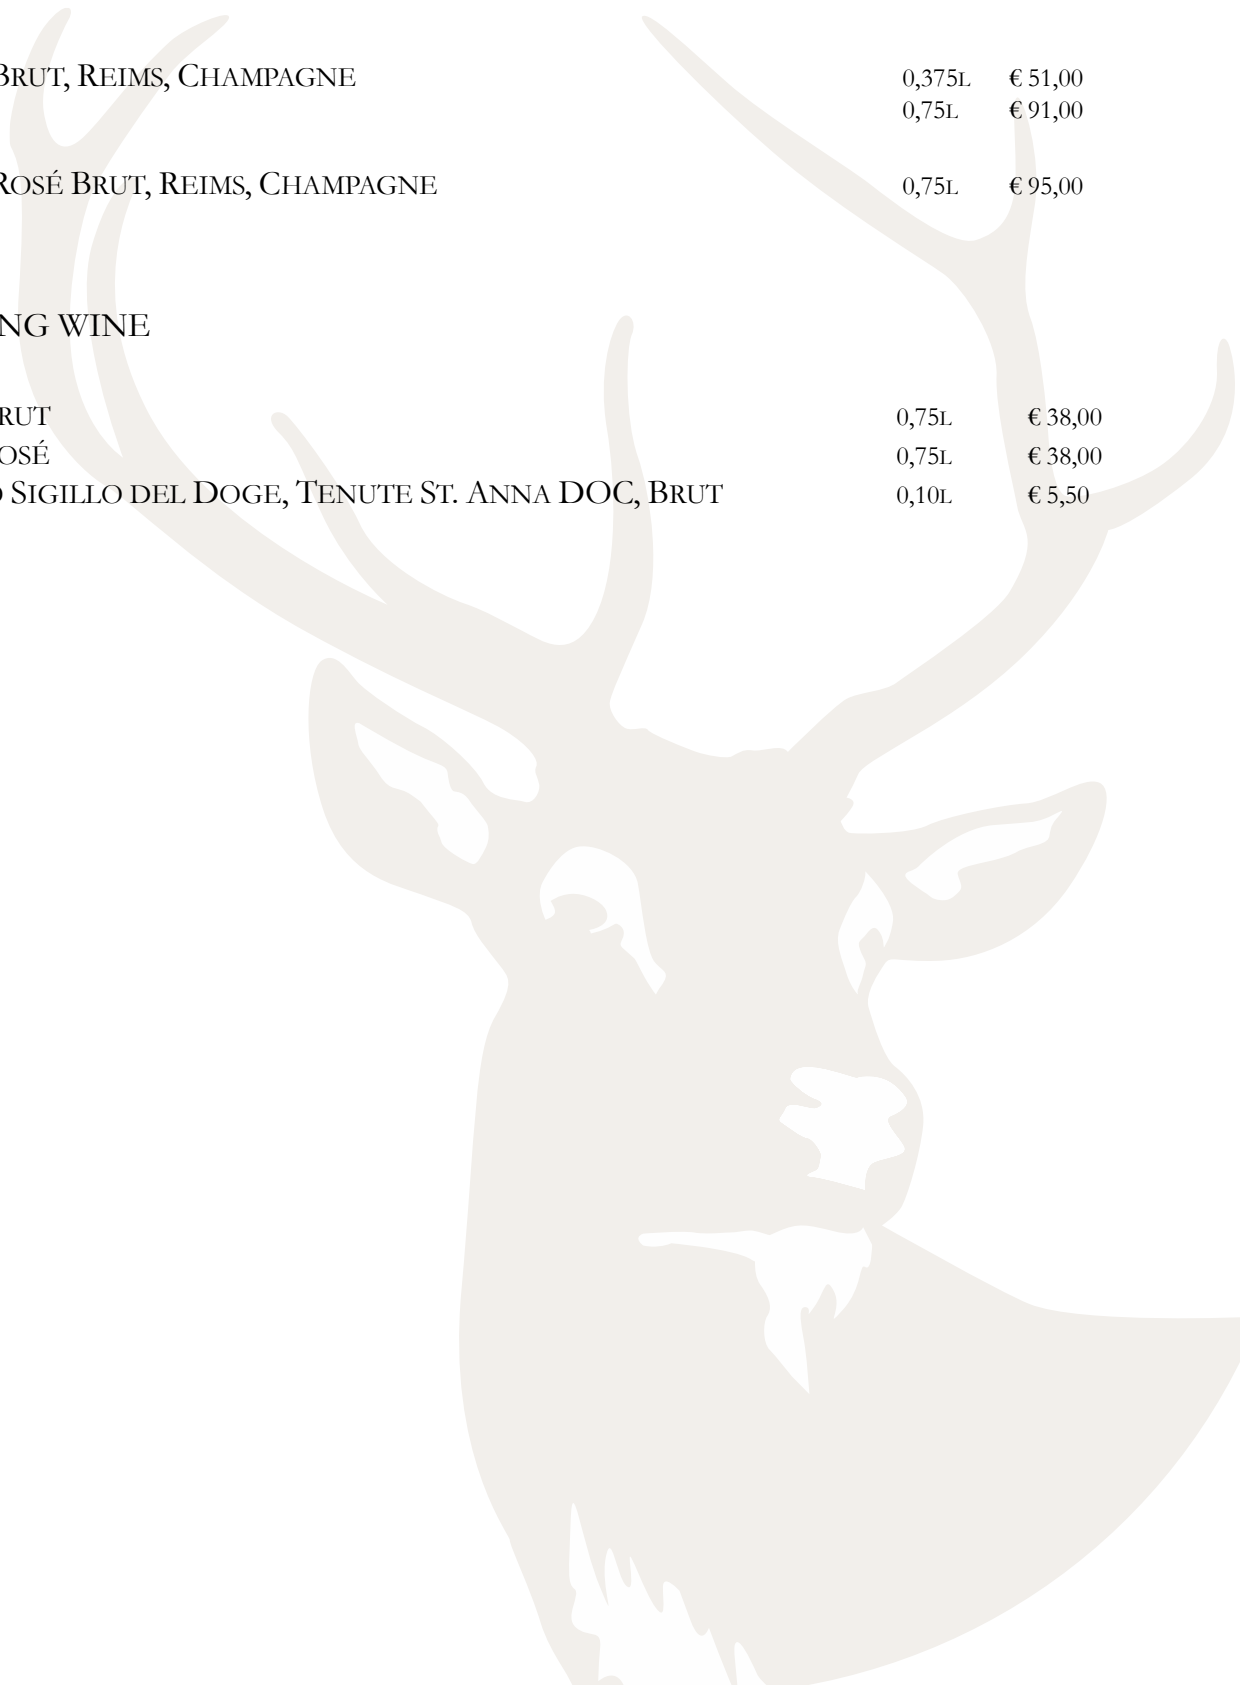 BRUT, REIMS, CHAMPAGNE 0,375L € 51,00
0,75L € 91,00
ROSÉ BRUT, REIMS, CHAMPAGNE 0,75L € 95,00
NG WINE
RUT 0,75L € 38,00
OSÉ 0,75L € 38,00
SIGILLO DEL DOGE, TENUTE ST. ANNA DOC, BRUT 0,10L € 5,50